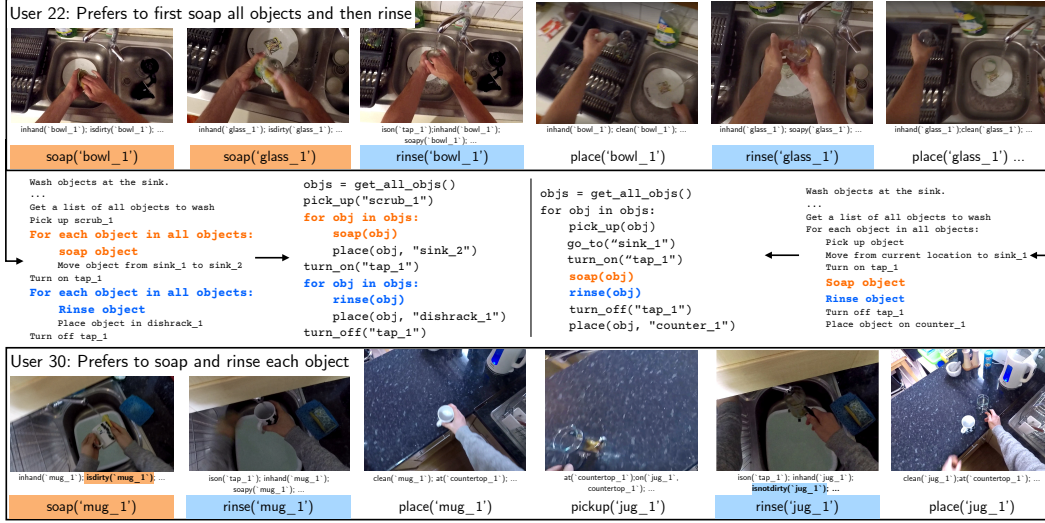 User 22: Prefers to first soap all objects and then rinse
inhand(`bowl_1`); isdirty(`bowl_1`); ...
inhand(`glass_1`); isdirty(`glass_1`); ...
ison(`tap_1`);inhand(`bowl_1`);
soapy(`bowl_1`); ...
inhand(`bowl_1`); clean(`bowl_1`); ...
inhand(`glass_1`); soapy(`glass_1`); ...
inhand(`glass_1`);clean(`glass_1`); ...
soap(‘bowl_1’)
soap(‘glass_1’)
rinse(‘bowl_1’)
place(‘bowl_1’)
rinse(‘glass_1’)
place(‘glass_1’) ...
Wash objects at the sink.
...
Get a list of all objects to wash
Pick up scrub_1
For each object in all objects:
soap object
Move object from sink_1 to sink_2
Turn on tap_1
For each object in all objects:
Rinse object
Place object in dishrack_1
Turn off tap_1
objs = get_all_objs()
pick_up("scrub_1")
for obj in objs:
soap(obj)
place(obj, "sink_2")
turn_on("tap_1")
for obj in objs:
rinse(obj)
place(obj, "dishrack_1")
turn_off("tap_1")
objs = get_all_objs()
for obj in objs:
pick_up(obj)
go_to(“sink_1")
turn_on(“tap_1")
soap(obj)
rinse(obj)
turn_off("tap_1")
place(obj, "counter_1")
Wash objects at the sink.
...
Get a list of all objects to wash
For each object in all objects:
Pick up object
Move from current location to sink_1
Turn on tap_1
Soap object
Rinse object
Turn off tap_1
Place object on counter_1
User 30: Prefers to soap and rinse each object
inhand(`mug_1`); isdirty(`mug_1`); ...
ison(`tap_1`); inhand(`mug_1`);
soapy(`mug_1`); ...
clean(`mug_1`); at(`countertop_1`); ...
at(`countertop_1`);on(`jug_1`,
countertop_1`); ...
ison(`tap_1`); inhand(`jug_1`);
isnotdirty(`jug_1`); ...
clean(`jug_1`);at(`countertop_1`); ...
soap(‘mug_1’)
rinse(‘mug_1’)
place(‘mug_1’)
pickup(‘jug_1’)
rinse(‘jug_1’)
place(‘jug_1’)